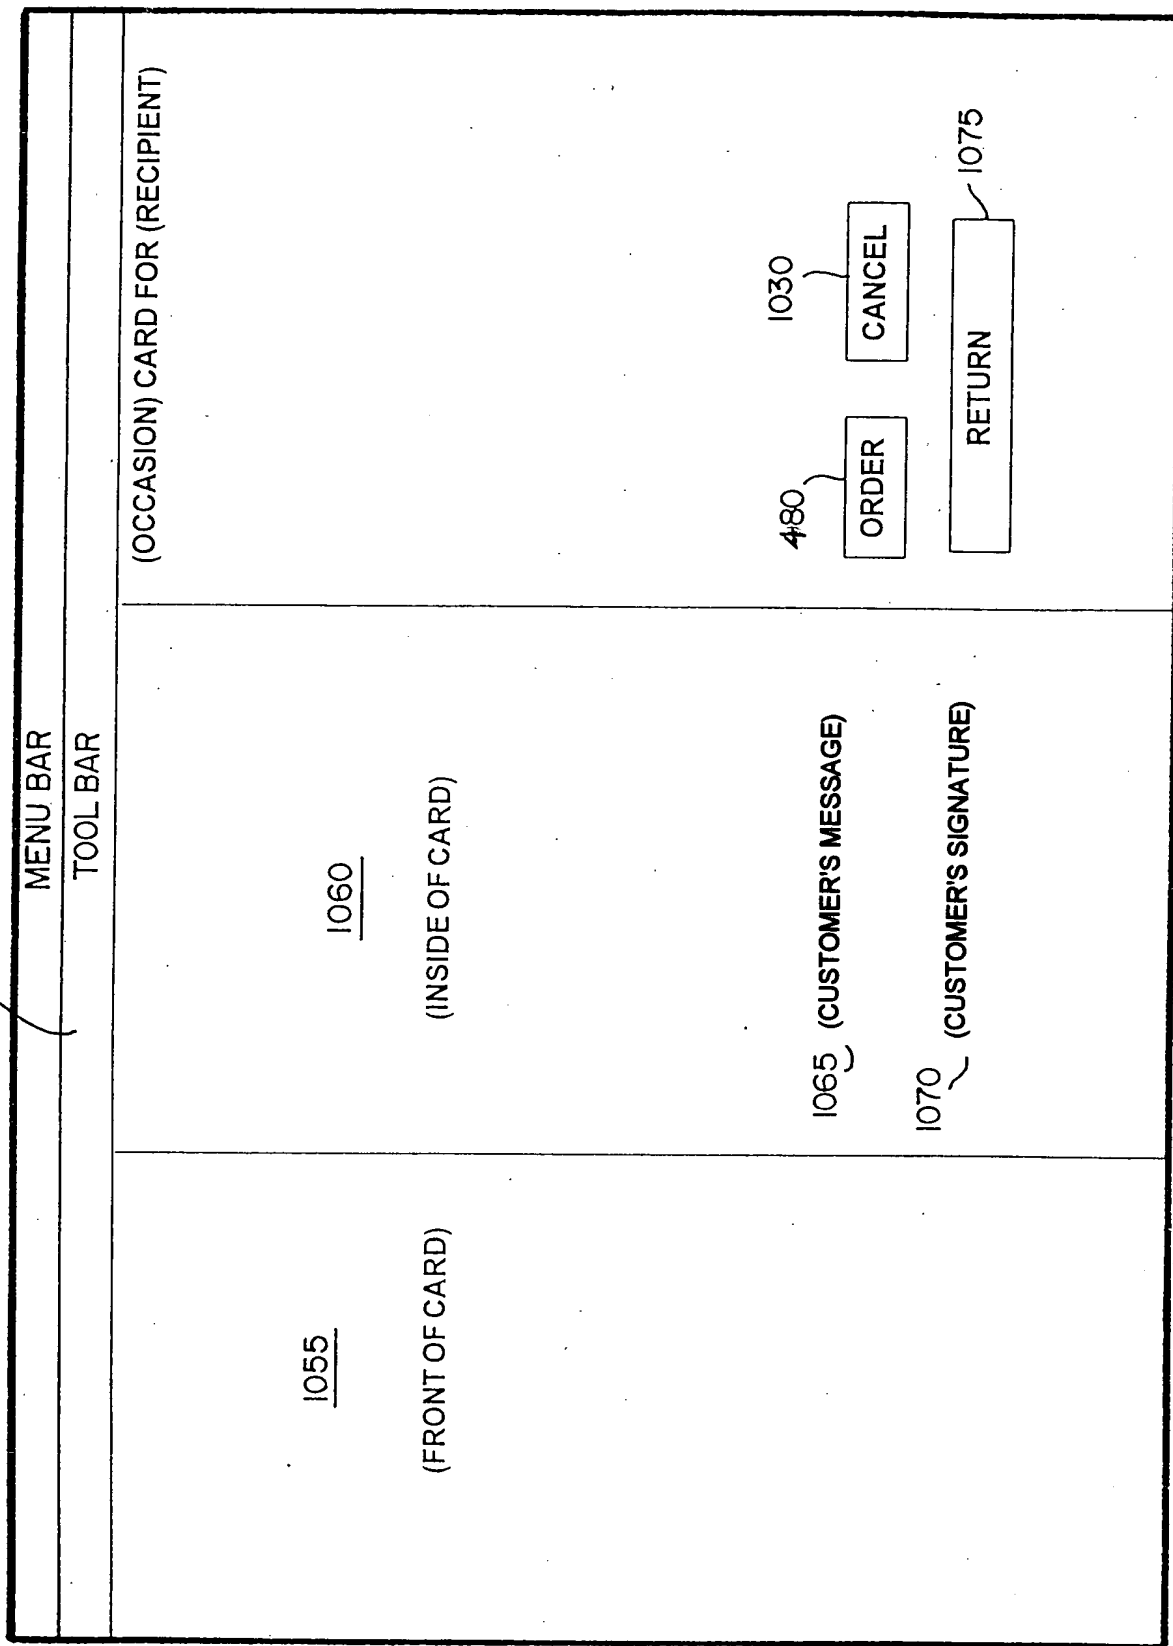 MENU BAR
TOOL BAR
(OCCASION) CARD FOR (RECIPIENT)
1055
(FRONT OF CARD)
1060
(INSIDE OF CARD)
1065 (CUSTOMER'S MESSAGE)
1070 (CUSTOMER'S SIGNATURE)
480
ORDER
1030
CANCEL
RETURN
1075